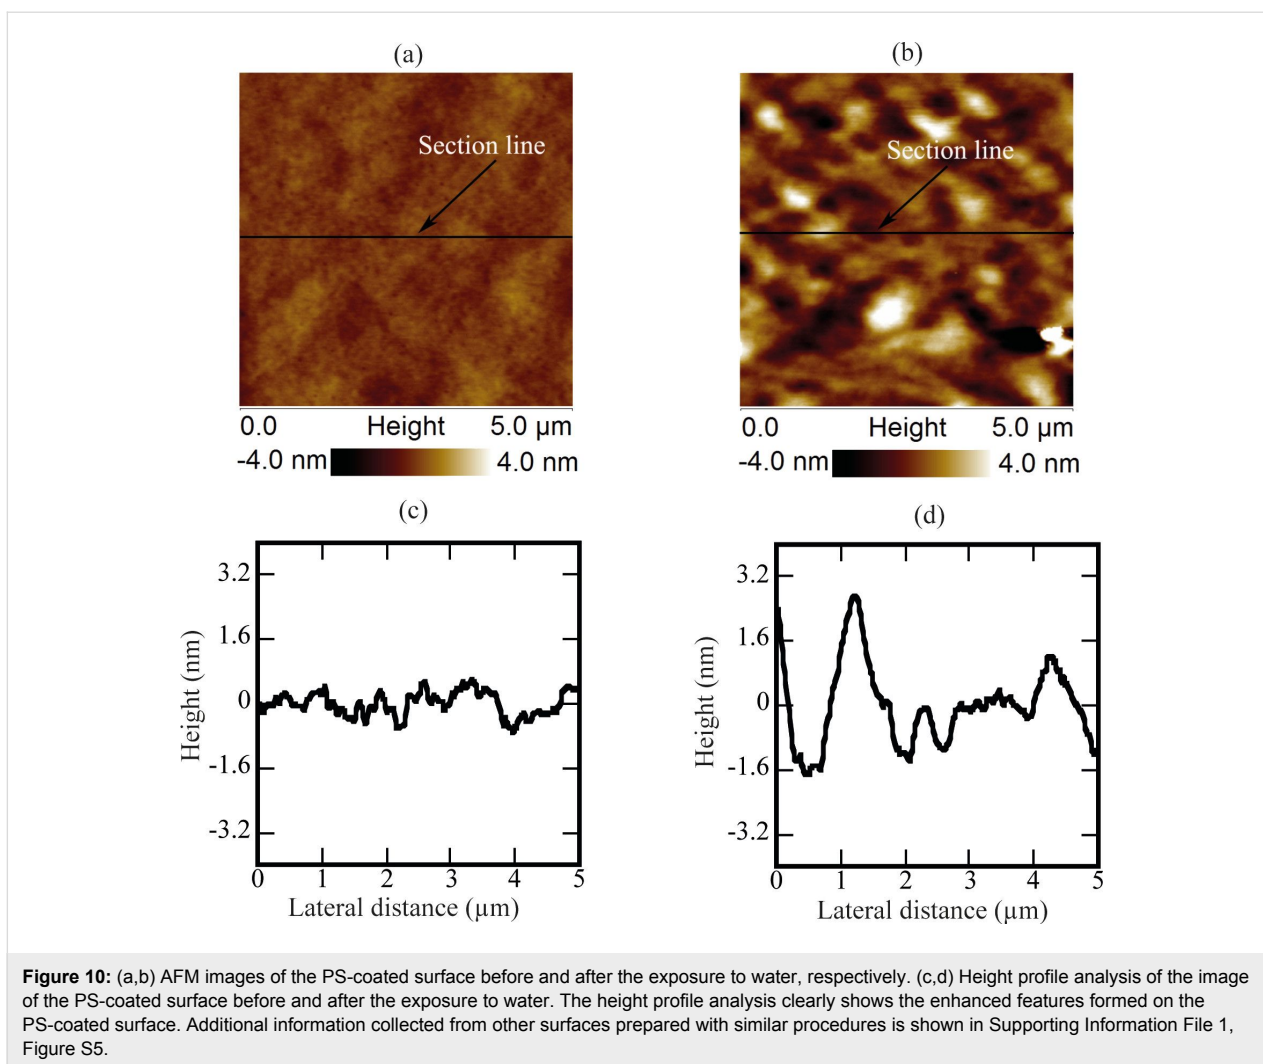 (a)
(b)
Section line
Section line
0.0 Height 5.0 µm
-4.0 nm 4.0 nm
0.0 Height 5.0 µm
-4.0 nm 4.0 nm
(c)
(d)
3.2
1.6
0
-1.6
-3.2
Height (nm)
0 1 2 3 4 5
Lateral distance (µm)
3.2
1.6
0
-1.6
-3.2
Height (nm)
0 1 2 3 4 5
Lateral distance (µm)
Figure 10: (a,b) AFM images of the PS-coated surface before and after the exposure to water, respectively. (c,d) Height profile analysis of the image
of the PS-coated surface before and after the exposure to water. The height profile analysis clearly shows the enhanced features formed on the
PS-coated surface. Additional information collected from other surfaces prepared with similar procedures is shown in Supporting Information File 1,
Figure S5.